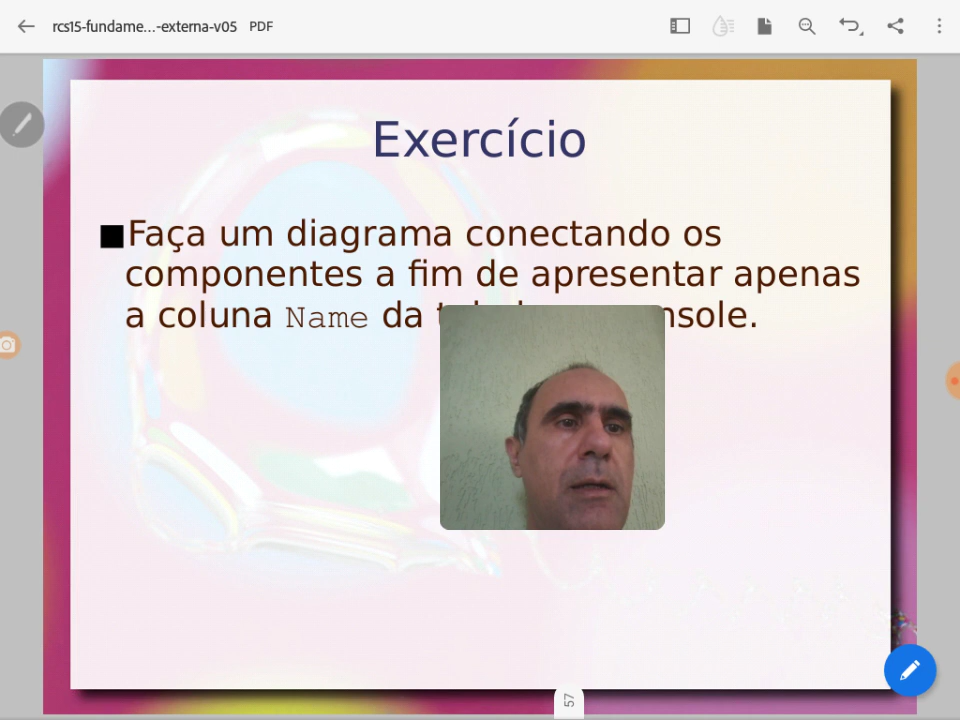 rcs15-fundame...-externa-v05 PDF
Exercício
Faça um diagrama conectando os
componentes a fim de apresentar apenas
a coluna Name da
57